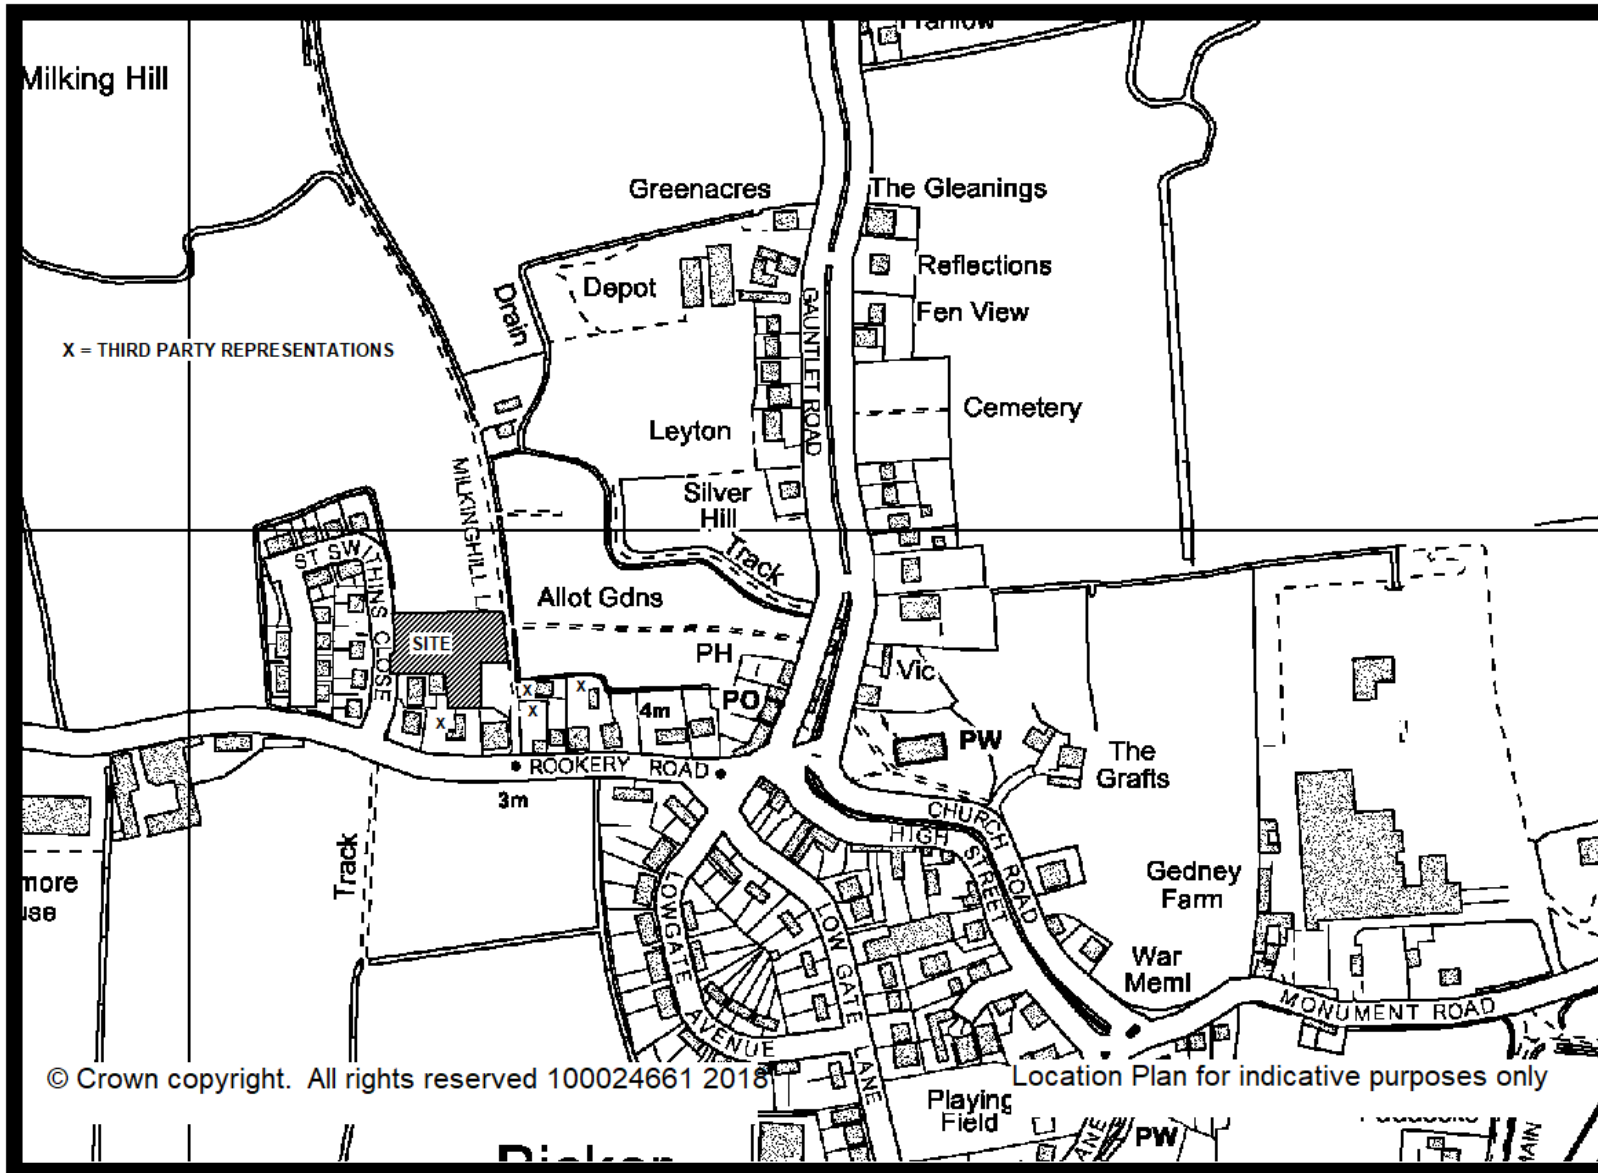 Milking Hill
Greenacres
The Gleanings
Reflections
Depot
Drain
Fen View
GAUNTLET ROAD
X = THIRD PARTY REPRESENTATIONS
Cemetery
Leyton
MILKINGHILL L
Silver
Hill
Track
ST SWITHINS CLOSE
Allot Gdns
SITE
PH
Vic
X
X
X
X
PO
4m
PW
The
Grafts
ROOKERY ROAD
3m
CHURCH ROAD
HIGH STREET
Track
more
use
Gedney
Farm
LOWGATE AVENUE
LOW GATE LANE
War
Meml
MONUMENT ROAD
© Crown copyright. All rights reserved 100024661 2018
Location Plan for indicative purposes only
Playing
Field
PW
ANE
MAIN